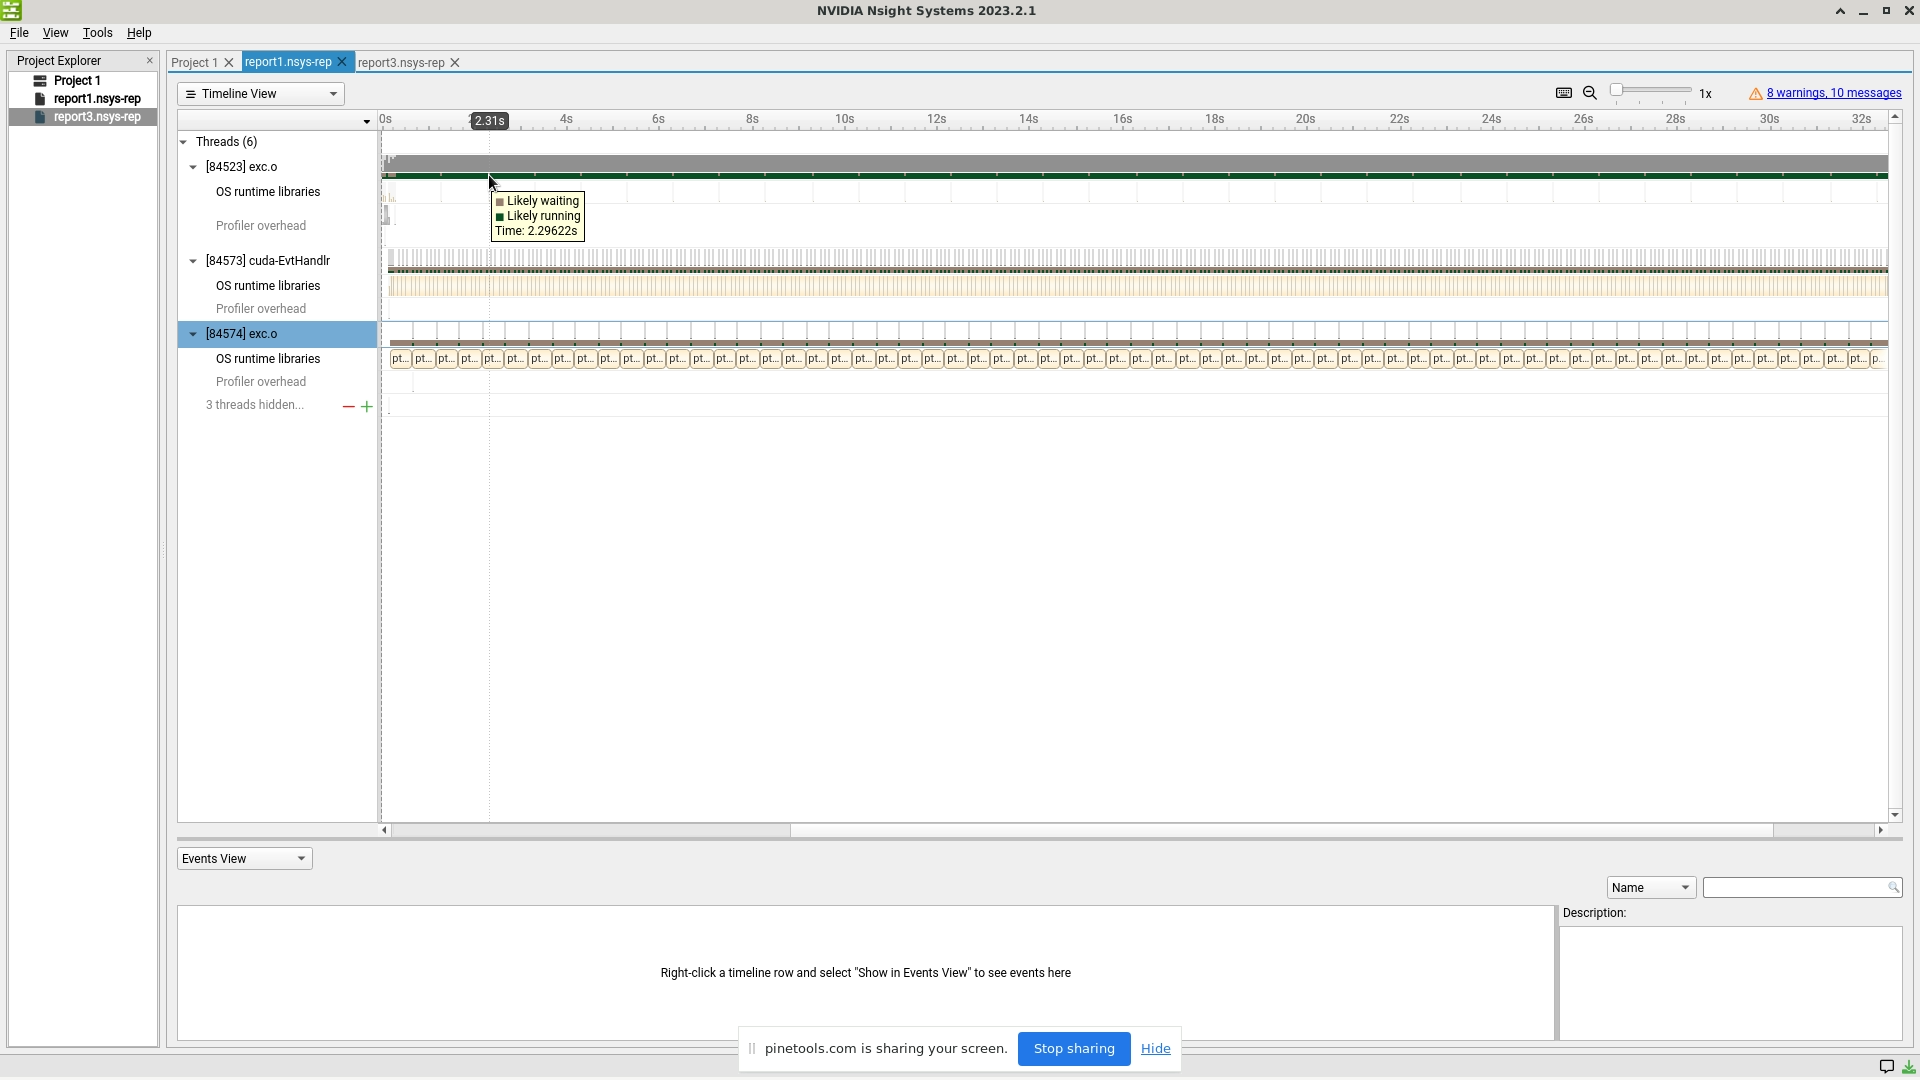 NVIDIA Nsight Systems 2023.2.1
File View Tools Help
Project Explorer
Project 1
report1.nsys-rep
report3.nsys-rep
Project 1 report1.nsys-rep report3.nsys-rep
Timeline View
1x
8 warnings, 10 messages
0s 2.31s 4s 6s 8s 10s 12s 14s 16s 18s 20s 22s 24s 26s 28s 30s 32s
Threads (6)
[84523] exc.o
OS runtime libraries
Profiler overhead
Likely waiting
Likely running
Time: 2.29622s
[84573] cuda-EvtHandlr
OS runtime libraries
Profiler overhead
[84574] exc.o
OS runtime libraries
pt... pt... pt... pt... pt... pt... pt... pt... pt... pt... pt... pt... pt... pt... pt... pt... pt... pt... pt... pt... pt... pt... pt... pt... pt... pt... pt... pt... pt... pt... pt... pt... pt... pt... pt... pt... pt... pt... pt... pt... pt... pt... pt... pt... pt... pt... pt... pt... pt... pt... pt... pt... pt... pt... pt... pt... pt... pt... pt... pt... pt... pt... pt... pt... p...
Profiler overhead
3 threads hidden...
Events View
Name
Description:
Right-click a timeline row and select "Show in Events View" to see events here
pinetools.com is sharing your screen. Stop sharing Hide